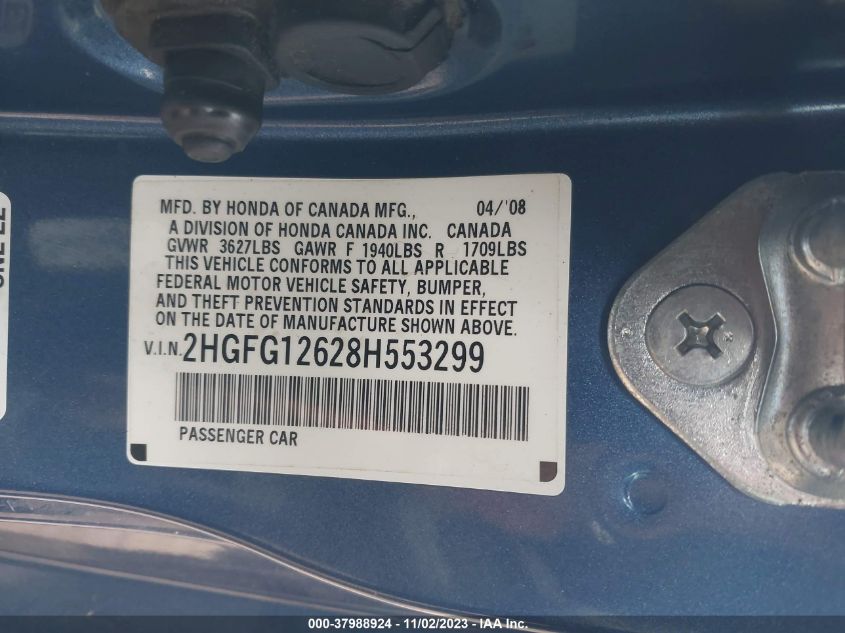 MFD. BY HONDA OF CANADA MFG., 04/'08
A DIVISION OF HONDA CANADA INC. CANADA
GVWR 3627LBS GAWR F 1940LBS R 1709LBS
THIS VEHICLE CONFORMS TO ALL APPLICABLE
FEDERAL MOTOR VEHICLE SAFETY, BUMPER,
AND THEFT PREVENTION STANDARDS IN EFFECT
ON THE DATE OF MANUFACTURE SHOWN ABOVE.
V.I.N. 2HGFG12628H553299
PASSENGER CAR
000-37988924 - 11/02/2023 - IAA Inc.